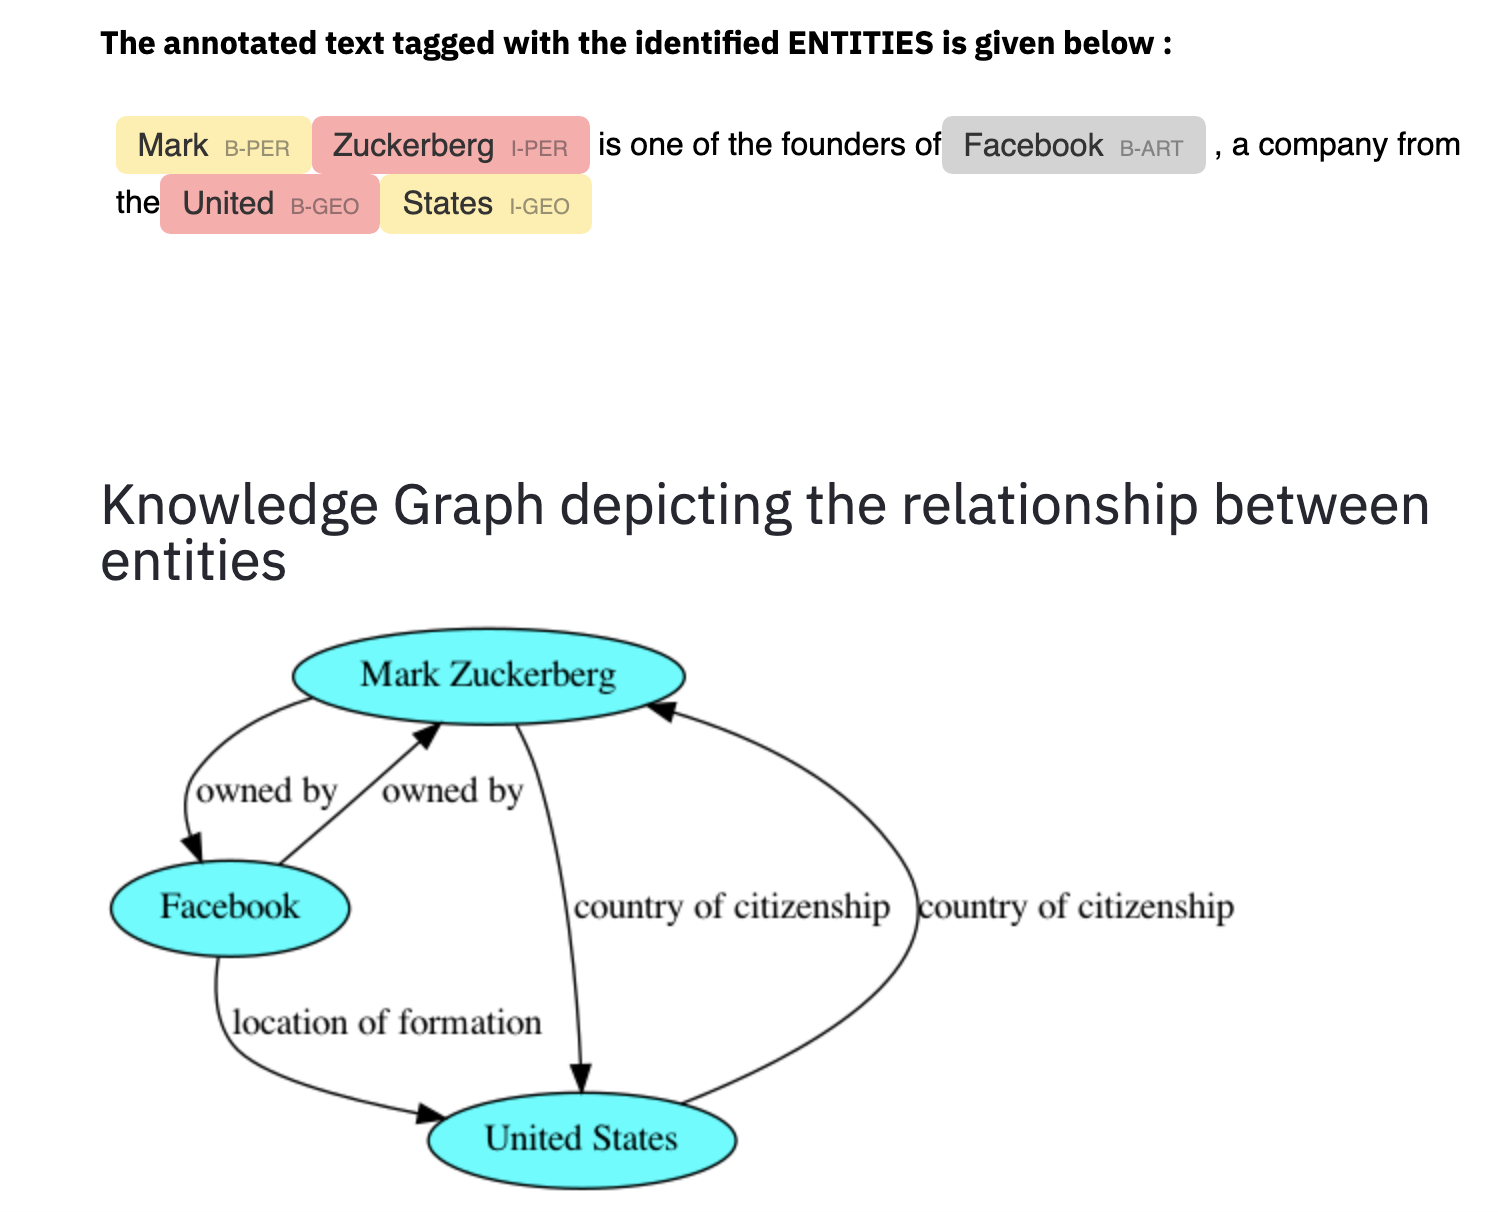 The annotated text tagged with the identified ENTITIES is given below :
Mark B-PER Zuckerberg I-PER is one of the founders of Facebook B-ART , a company from
the United B-GEO States I-GEO
Knowledge Graph depicting the relationship between
entities
Mark Zuckerberg
owned by owned by
Facebook country of citizenship country of citizenship
location of formation
United States